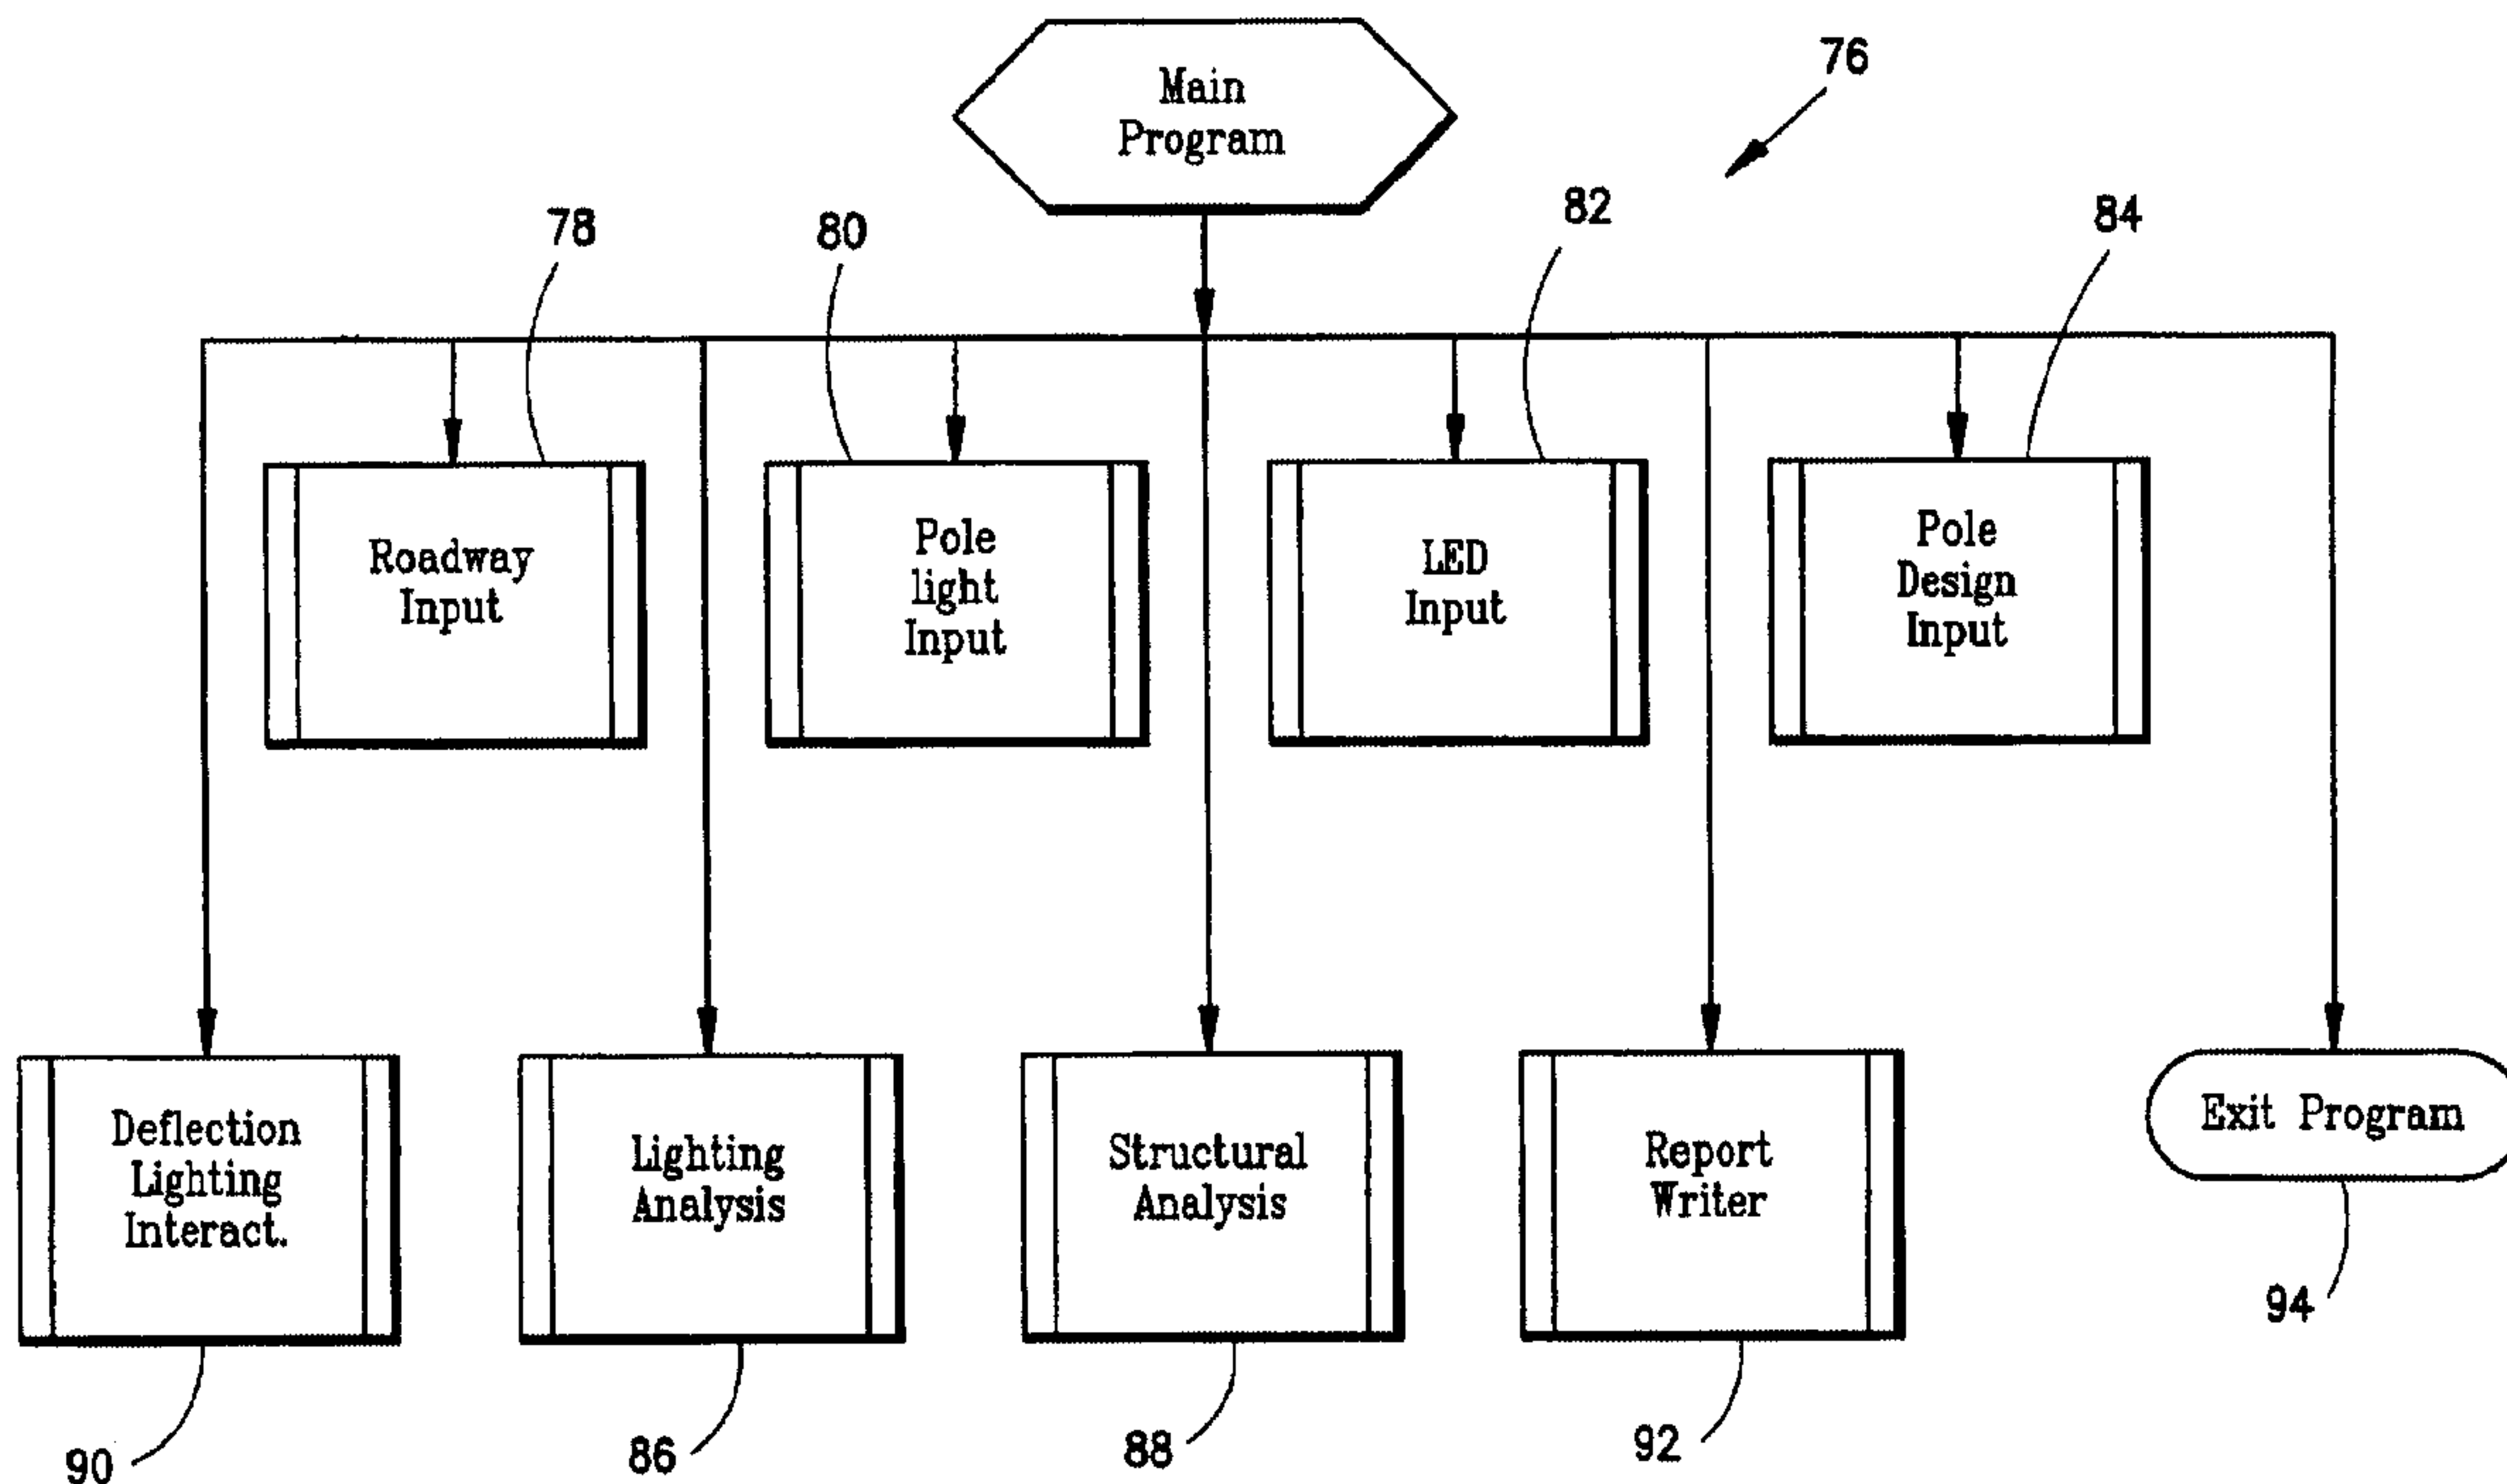 Main
Program
76
78
80
82
84
Roadway
Input
Pole
light
Input
LED
Input
Pole
Design
Input
Deflection
Lighting
Interact.
Lighting
Analysis
Structural
Analysis
Report
Writer
Exit Program
94
90
86
88
92